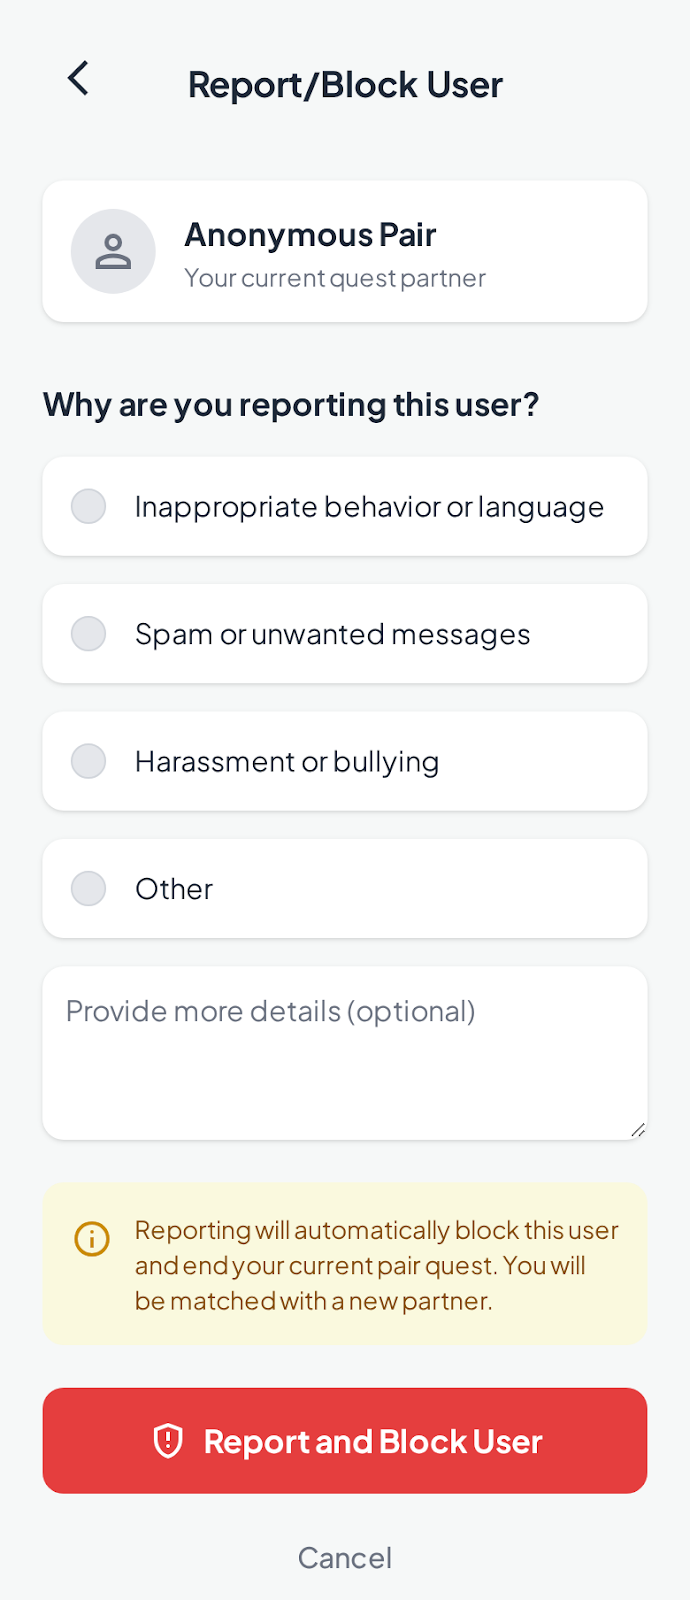 Report/Block User
Anonymous Pair
Your current quest partner
Why are you reporting this user?
Inappropriate behavior or language
Spam or unwanted messages
Harassment or bullying
Other
Provide more details (optional)
Reporting will automatically block this user
and end your current pair quest. You will
be matched with a new partner.
Report and Block User
Cancel